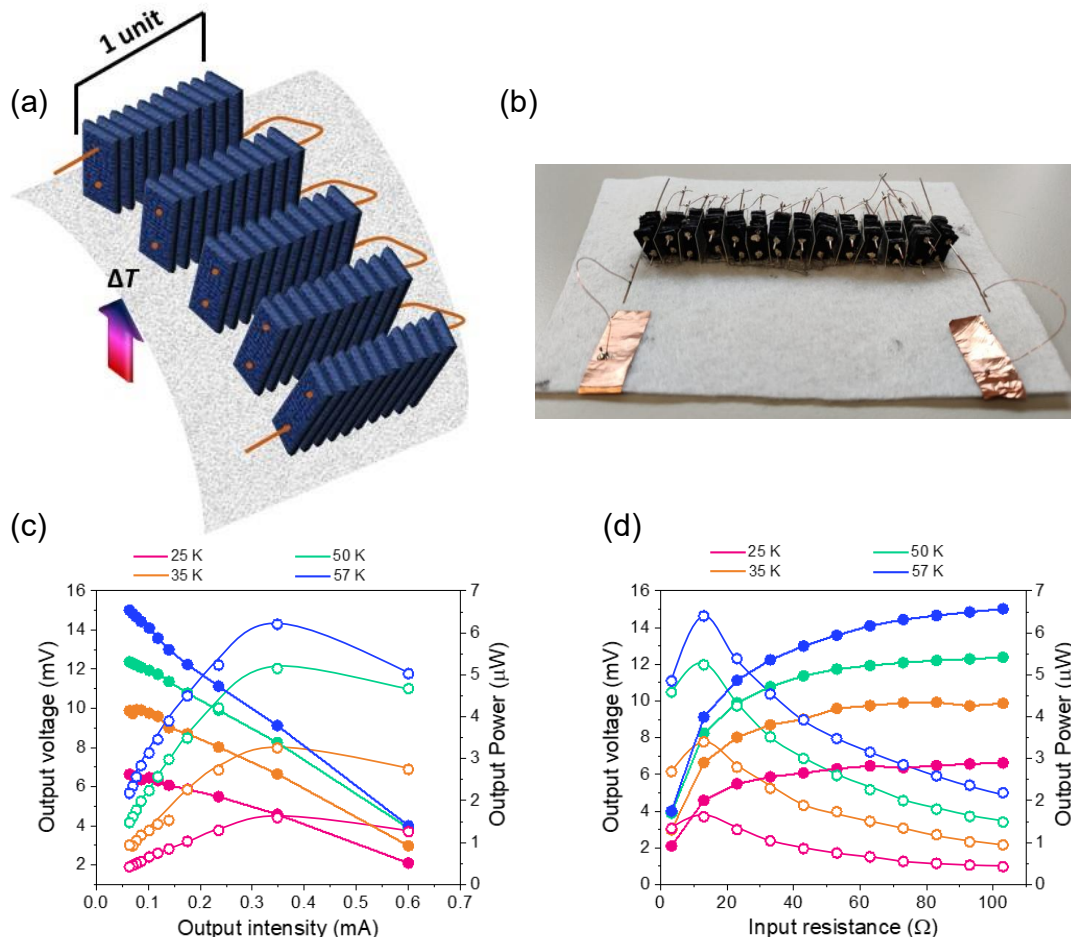 1 unit
(a)
(b)
ΔT
(c)
(d)
25 K
50 K
35 K
57 K
16
14
12
10
8
6
4
2
Output voltage (mV)
7
6
5
4
3
2
1
0
Output Power (μW)
0.0
0.1
0.2
0.3
0.4
0.5
0.6
0.7
Output intensity (mA)
25 K
50 K
35 K
57 K
16
14
12
10
8
6
4
2
0
Output voltage (mV)
7
6
5
4
3
2
1
0
Output Power (μW)
0
20
40
60
80
100
Input resistance (Ω)